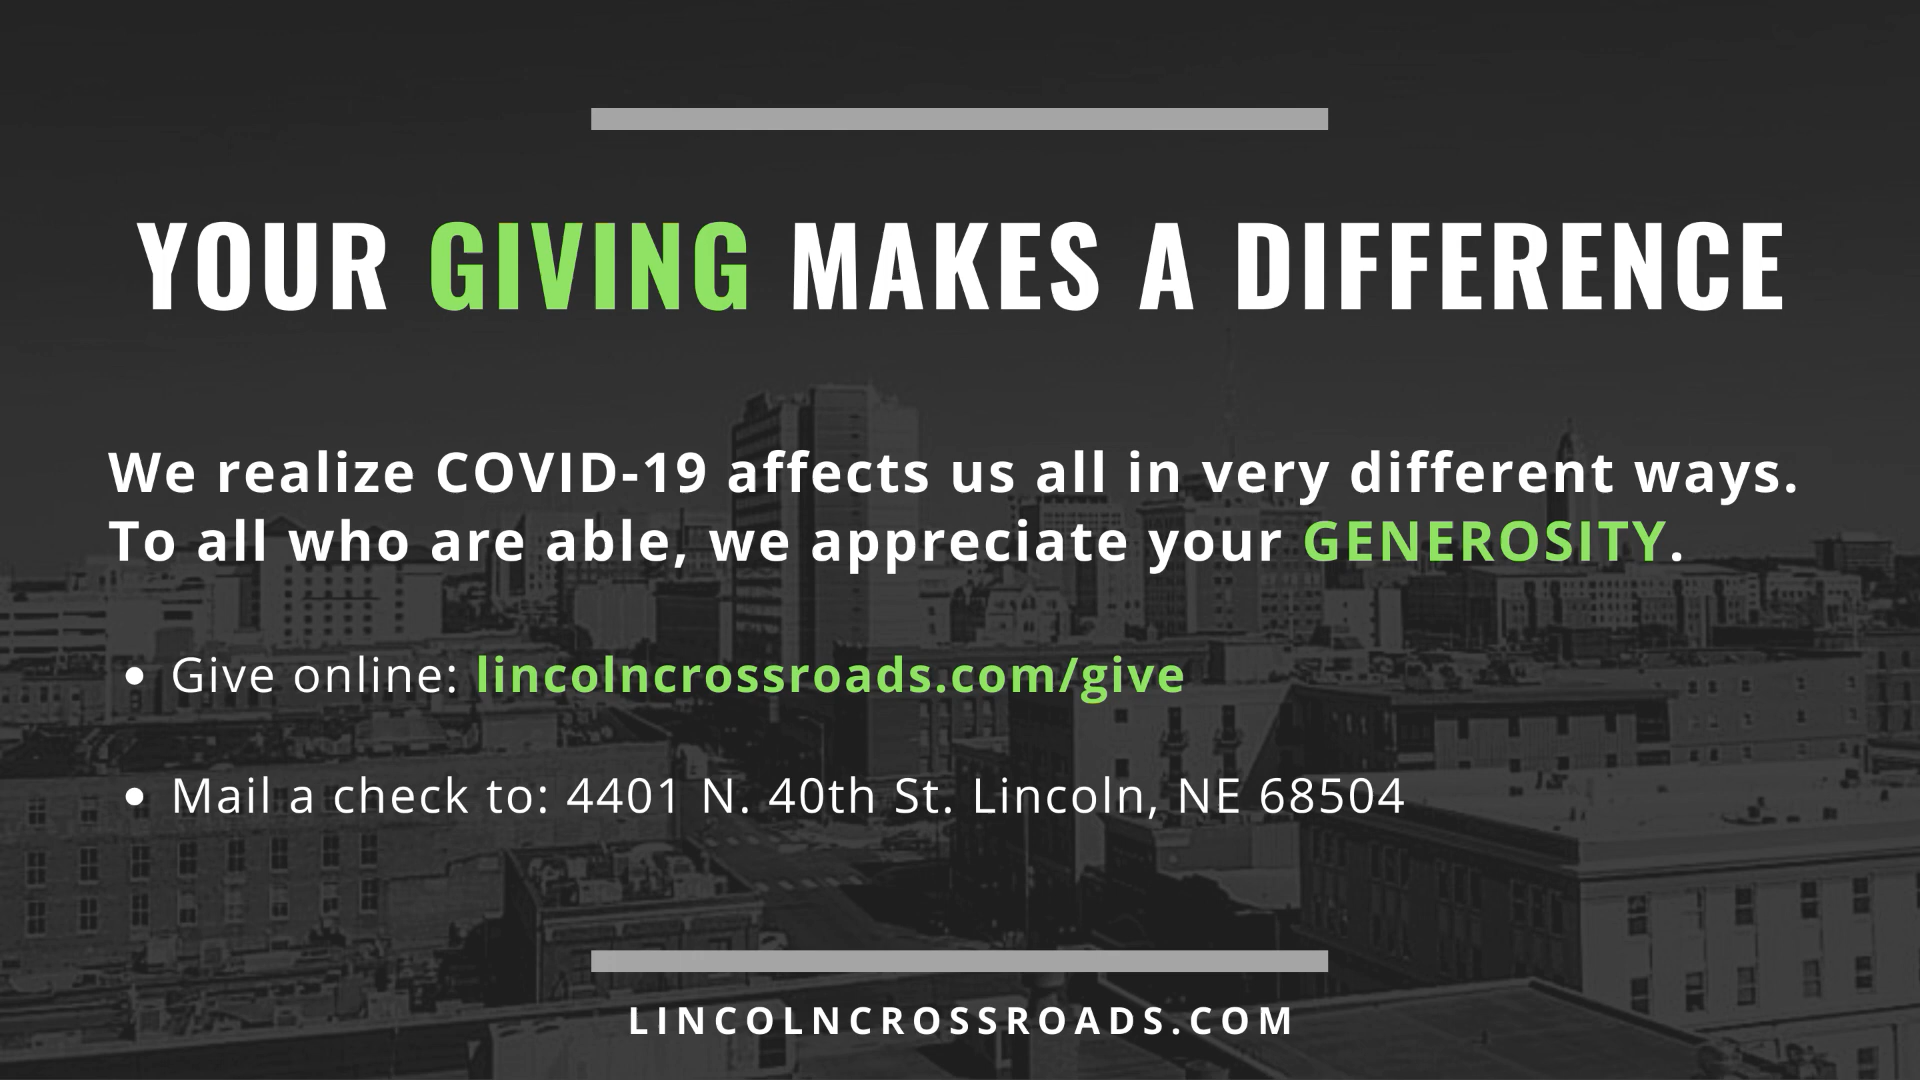 YOUR GIVING MAKES A DIFFERENCE
We realize COVID-19 affects us all in very different ways.
To all who are able, we appreciate your GENEROSITY.
• Give online: lincolncrossroads.com/give
• Mail a check to: 4401 N. 40th St. Lincoln, NE 68504
LINCOLNCROSSROADS.COM